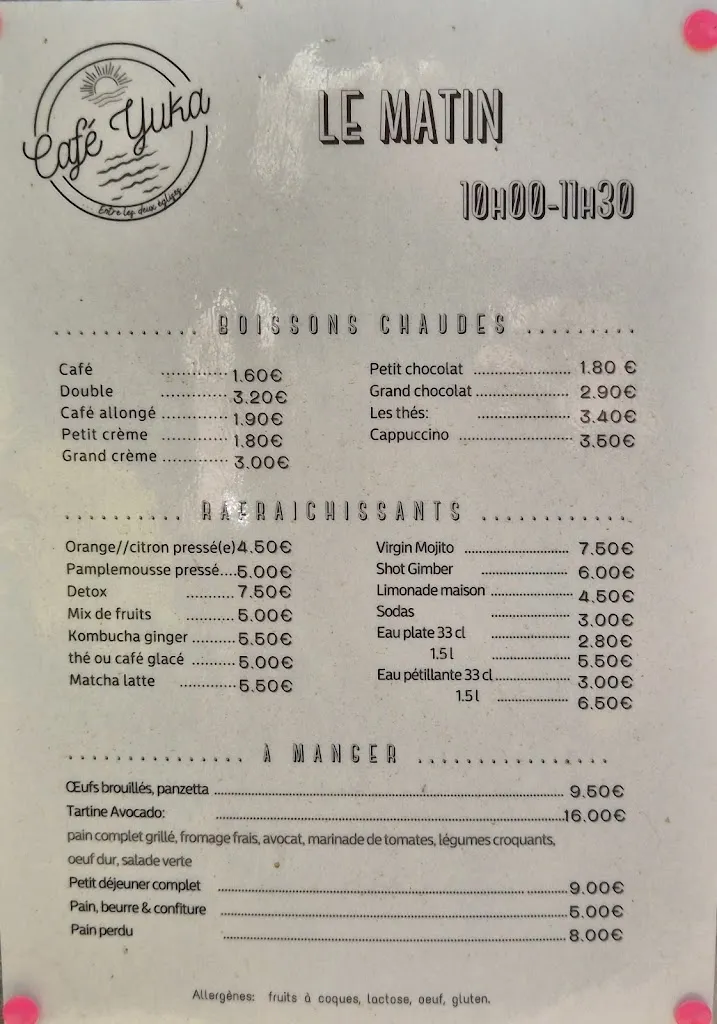 Café Yuka
Entre les deux églises
LE MATIN
10H00-11H30
............ BOISSONS CHAUDES .........
Café ............ 1.60€
Double ............ 3.20€
Café allongé ............ 1.90€
Petit crème ............ 1.80€
Grand crème ............ 3.00€
Petit chocolat .................... 1.80 €
Grand chocolat .................... 2.90€
Les thés: .................... 3.40€
Cappuccino .................... 3.50€
.......... RAFRAICHISSANTS ............
Orange//citron pressé(e) 4.50€
Pamplemousse pressé....5.00€
Detox ........... 7.50€
Mix de fruits ........... 5.00€
Kombucha ginger .......... 5.50€
thé ou café glacé ........... 5.00€
Matcha latte ............ 5.50€
Virgin Mojito .................... 7.50€
Shot Gimber .................... 6.00€
Limonade maison .................... 4.50€
Sodas .................... 3.00€
Eau plate 33 cl .................... 2.80€
1.5 l .................... 5.50€
Eau pétillante 33 cl .................... 3.00€
1.5 l .................... 6.50€
.............. À MANGER ...............
Œufs brouillés, panzetta .................... 9.50€
Tartine Avocado: .................... 16.00€
pain complet grillé, fromage frais, avocat, marinade de tomates, légumes croquants,
oeuf dur, salade verte
Petit déjeuner complet .................... 9.00€
Pain, beurre & confiture .................... 5.00€
Pain perdu .................... 8.00€
Allergènes: fruits à coques, lactose, oeuf, gluten.